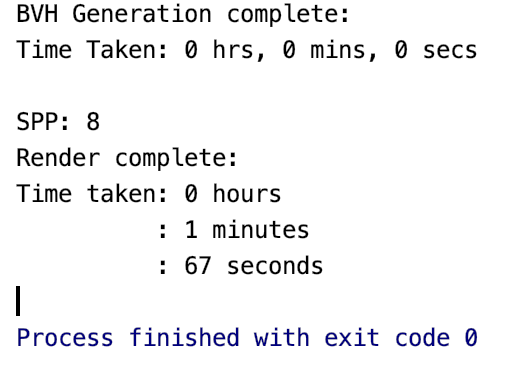 BVH Generation complete:
Time Taken: 0 hrs, 0 mins, 0 secs
SPP: 8
Render complete:
Time taken: 0 hours
: 1 minutes
: 67 seconds
Process finished with exit code 0